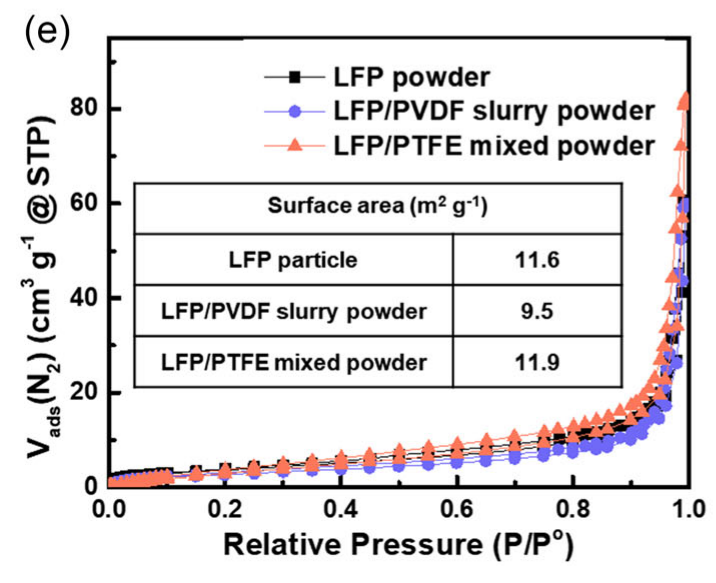 (e)
LFP powder
LFP/PVDF slurry powder
LFP/PTFE mixed powder
Surface area (m² g⁻¹)
LFP particle 11.6
LFP/PVDF slurry powder 9.5
LFP/PTFE mixed powder 11.9
V_ads(N₂) (cm³ g⁻¹ @ STP)
80
60
40
20
0
0.0 0.2 0.4 0.6 0.8 1.0
Relative Pressure (P/P°)